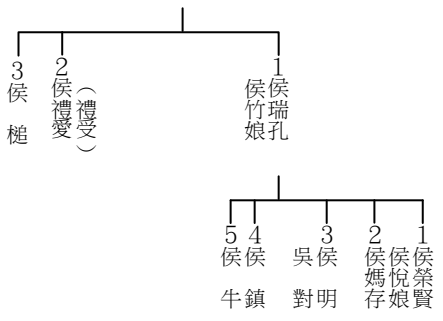 1侯瑞孔
侯竹娘
2侯禮愛
（禮受）
3侯 槌
1侯榮賢
侯悅娘
2侯媽存
3侯 明
吳 對
4侯 鎮
5侯 牛